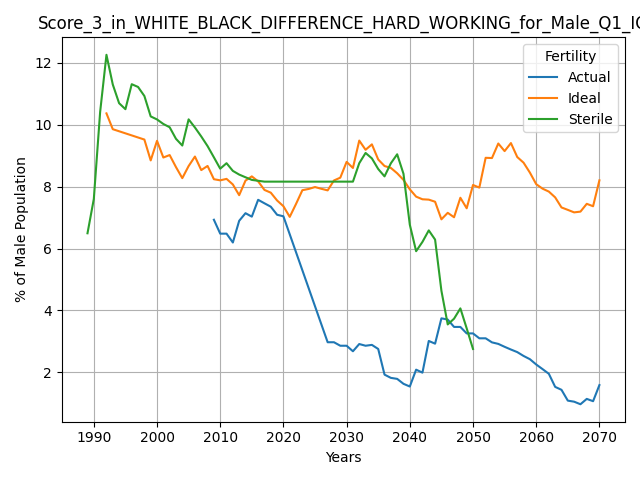 Score_3_in_WHITE_BLACK_DIFFERENCE_HARD_WORKING_for_Male_Q1_IC
Fertility
Actual
Ideal
Sterile
% of Male Population
12
10
8
6
4
2
1990 2000 2010 2020 2030 2040 2050 2060 2070
Years